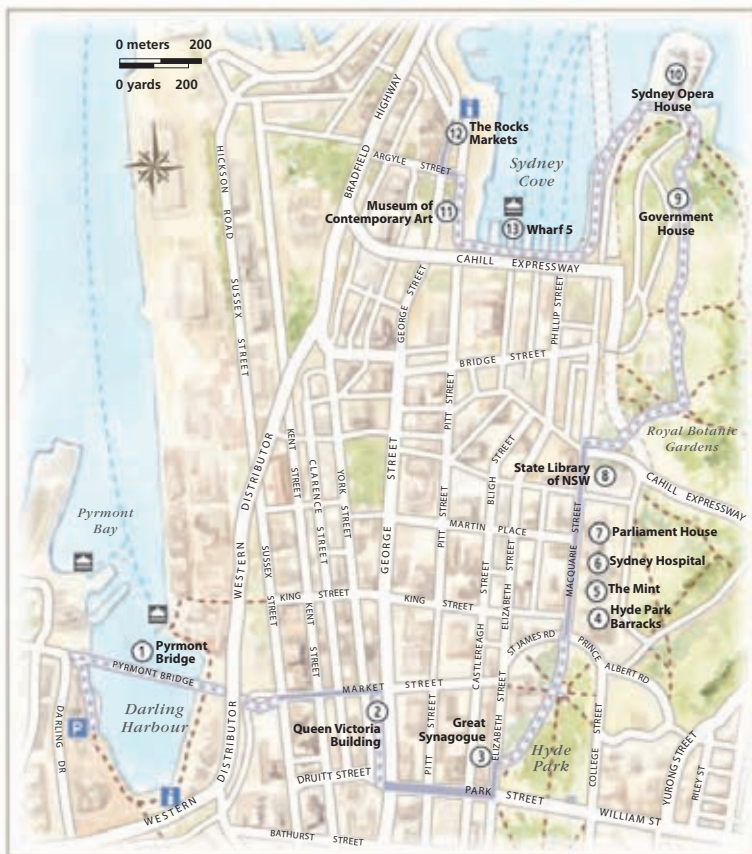 0 meters 200
0 yards 200
10
Sydney Opera
House
HICKSON ROAD
BRADFIELD HIGHWAY
i
12
The Rocks
Markets
ARGYLE STREET
Sydney
Cove
9
Government
House
Museum of
Contemporary Art
11
13
Wharf 5
CAHILL EXPRESSWAY
SUSSEX STREET
GEORGE STREET
PHILLIP STREET
BRIDGE STREET
PITT STREET
Royal Botanic
Gardens
WESTERN DISTRIBUTOR
KENT STREET
CLARENCE STREET
YORK STREET
GEORGE STREET
BLIGH STREET
State Library
of NSW
8
CAHILL EXPRESSWAY
Pyrmont
Bay
MARTIN PLACE
PITT STREET
MACQUARIE STREET
7
Parliament House
6
Sydney Hospital
5
The Mint
4
Hyde Park
Barracks
SUSSEX STREET
KING STREET
KING STREET
KENT STREET
CASTLEREAGH STREET
ELIZABETH STREET
ST JAMES RD
PRINCE ALBERT RD
1
Pyrmont
Bridge
PYRMONT BRIDGE
MARKET STREET
2
Queen Victoria
Building
Darling
Harbour
DARLING DR
P
i
WESTERN DISTRIBUTOR
DRUITT STREET
PITT STREET
Great
Synagogue
3
ELIZABETH STREET
Hyde
Park
COLLEGE STREET
YURONG STREET
RILEY ST
PARK STREET
WILLIAM ST
BATHURST STREET